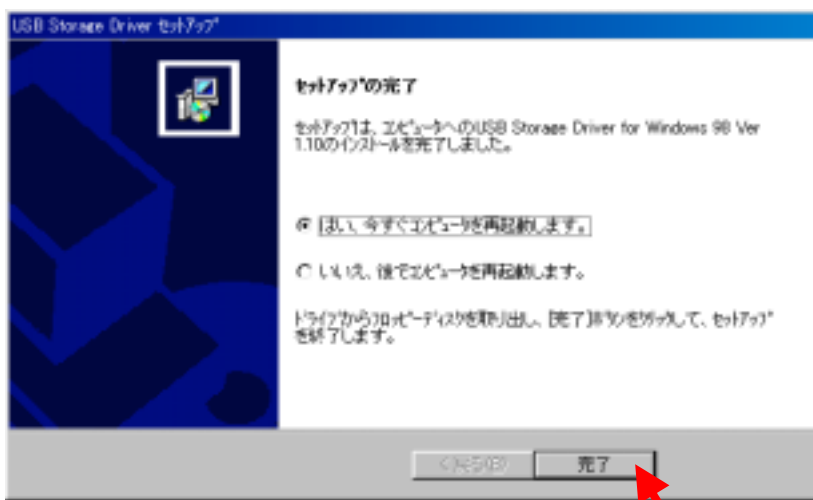 USB Storage Driver ｾｯﾄｱｯﾌﾟ
ｾｯﾄｱｯﾌﾟの完了
ｾｯﾄｱｯﾌﾟは、ｺﾝﾋﾟｭｰﾀへのUSB Storage Driver for Windows 98 Ver
1.10のｲﾝｽﾄｰﾙを完了しました。
はい、今すぐｺﾝﾋﾟｭｰﾀを再起動します。
いいえ、後でｺﾝﾋﾟｭｰﾀを再起動します。
ﾄﾞﾗｲﾌﾞからﾌﾛｯﾋﾟｰﾃﾞｨｽｸを取り出し、[完了]ﾎﾞﾀﾝをｸﾘｯｸして、ｾｯﾄｱｯﾌﾟ
を終了します。
< 戻る(B)
完了